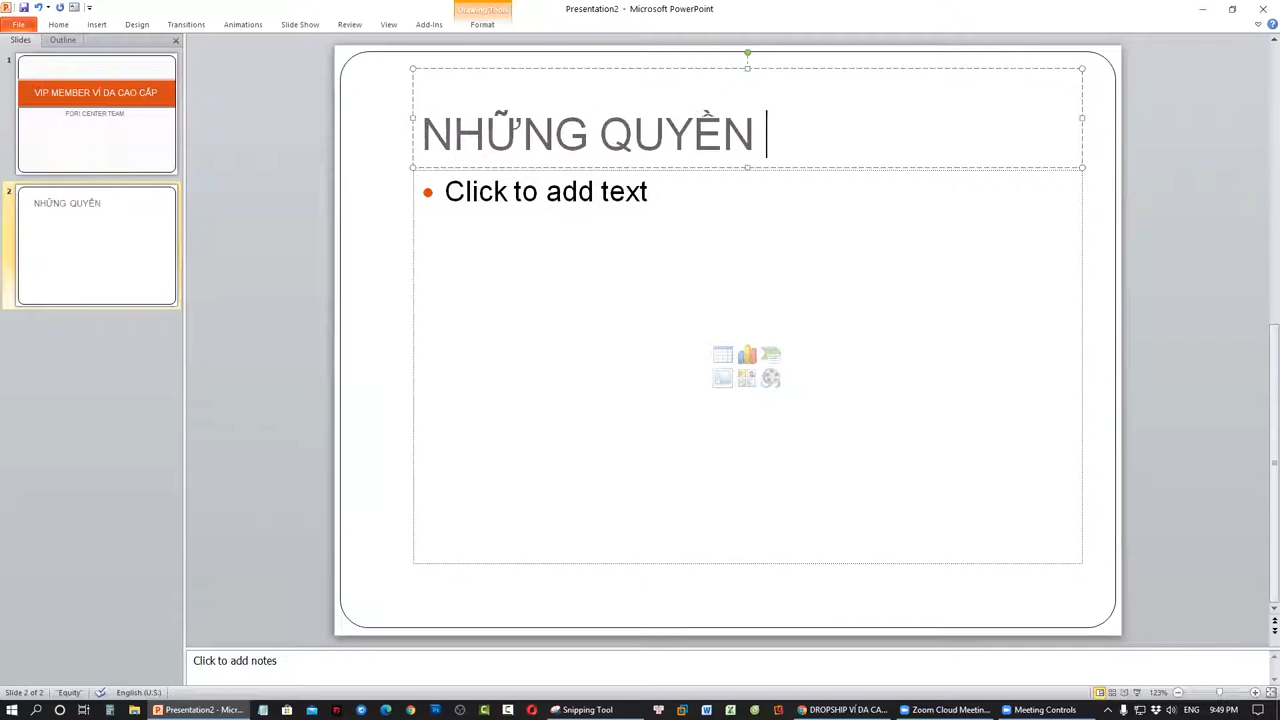 Drawing Tools
Presentation2 - Microsoft PowerPoint
File Home Insert Design Transitions Animations Slide Show Review View Add-Ins Format
Slides Outline
1
VIP MEMBER VÍ DA CAO CẤP
FORI CENTER TEAM
2
NHỮNG QUYỀN
NHỮNG QUYỀN
Click to add text
Click to add notes
Slide 2 of 2 "Equity" English (U.S.) 123%
Presentation2 - Micr... Snipping Tool DROPSHIP VÍ DA CA... Zoom Cloud Meetin... Meeting Controls ENG 9:49 PM